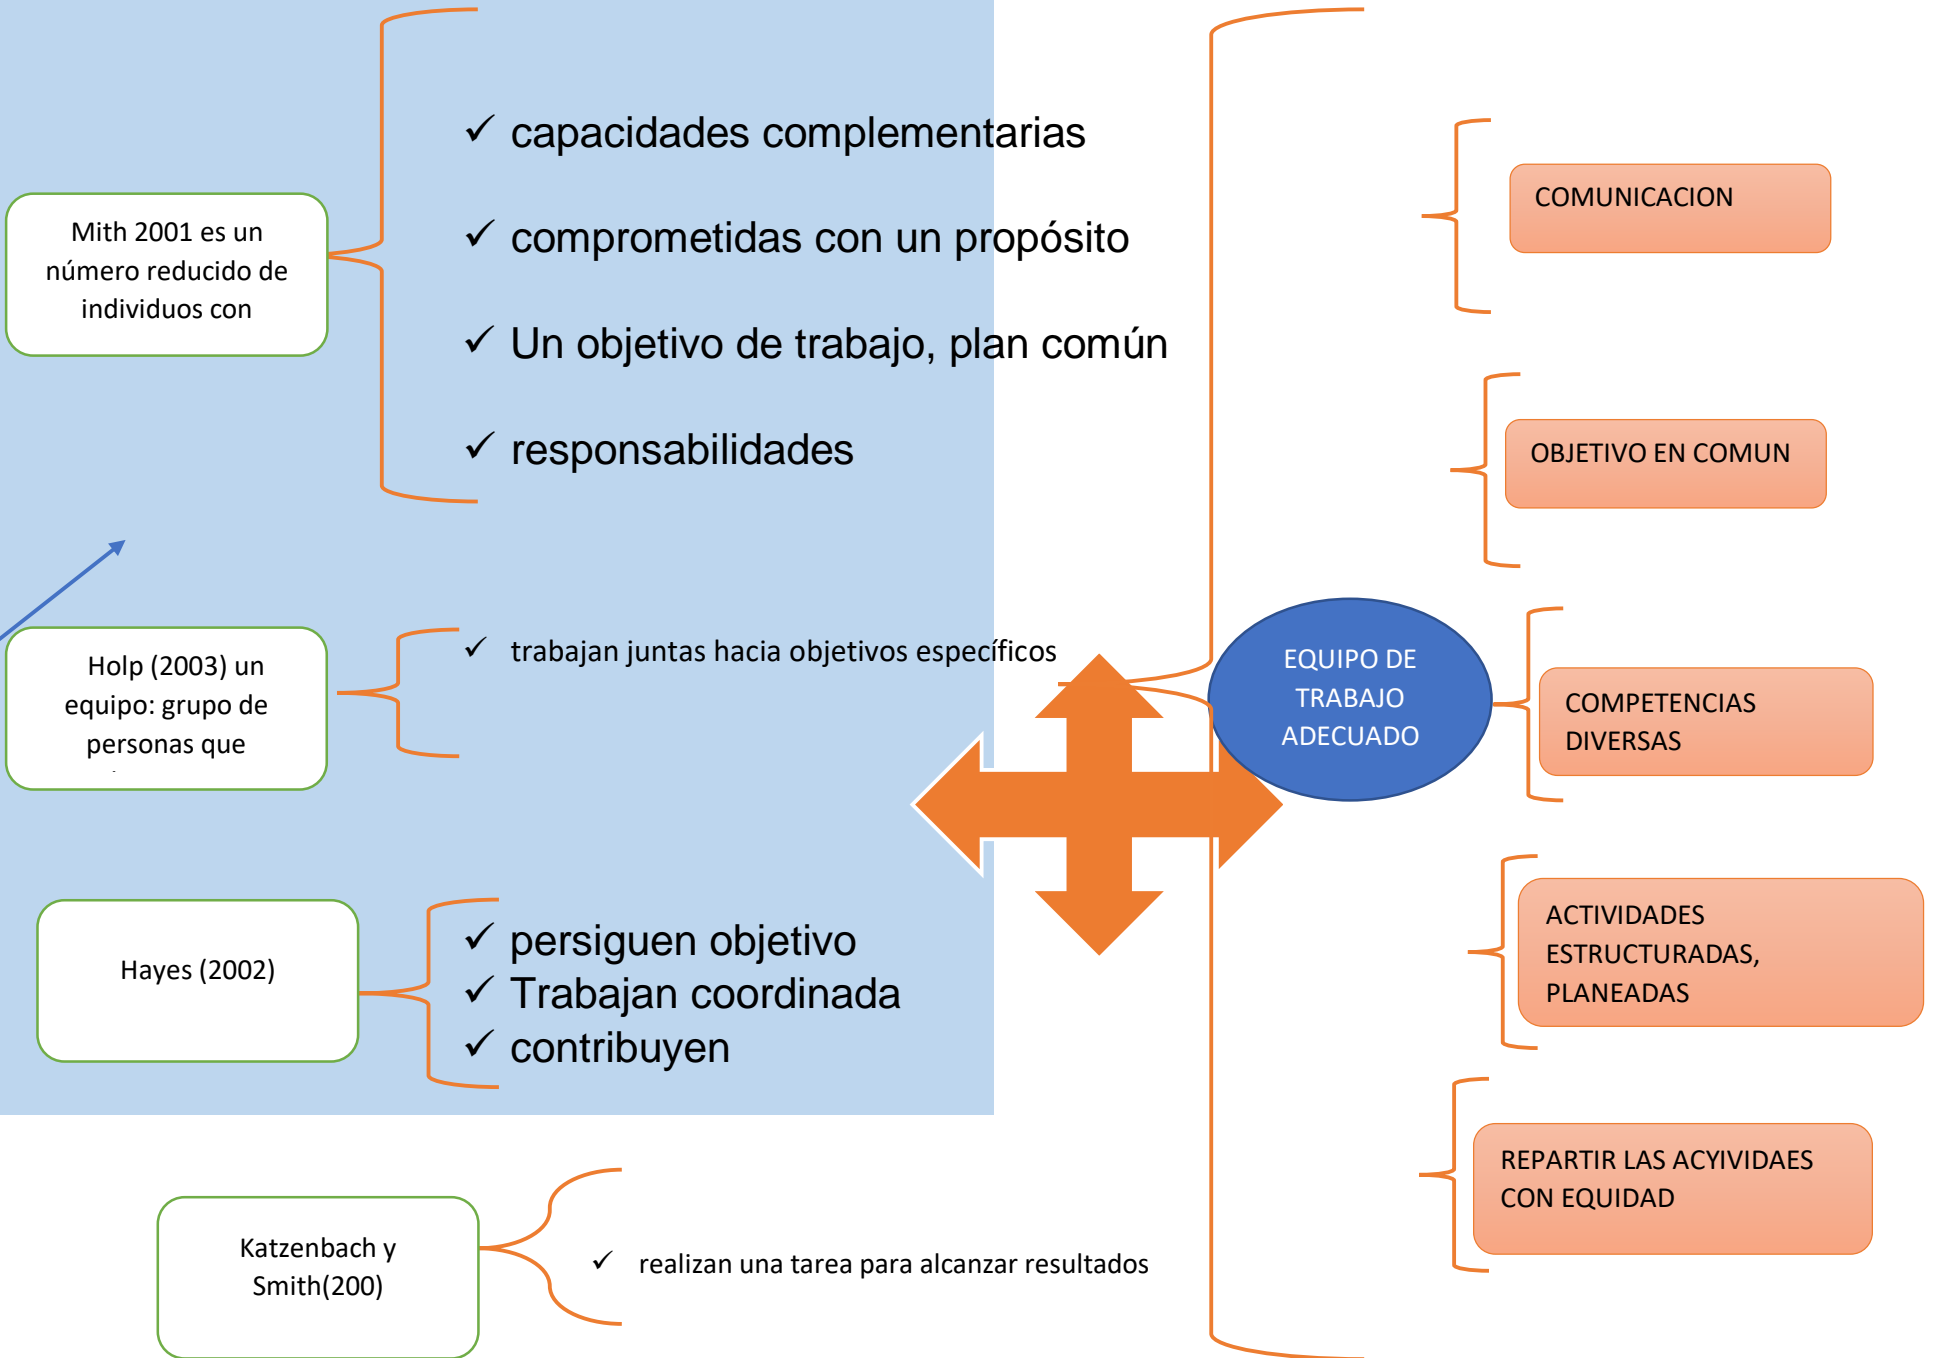 Mith 2001 es un
número reducido de
individuos con
✓ capacidades complementarias
✓ comprometidas con un propósito
✓ Un objetivo de trabajo, plan común
✓ responsabilidades
Holp (2003) un
equipo: grupo de
personas que
✓ trabajan juntas hacia objetivos específicos
Hayes (2002)
✓ persiguen objetivo
✓ Trabajan coordinada
✓ contribuyen
Katzenbach y
Smith(200)
✓ realizan una tarea para alcanzar resultados
EQUIPO DE
TRABAJO
ADECUADO
COMUNICACION
OBJETIVO EN COMUN
COMPETENCIAS
DIVERSAS
ACTIVIDADES
ESTRUCTURADAS,
PLANEADAS
REPARTIR LAS ACYIVIDAES
CON EQUIDAD